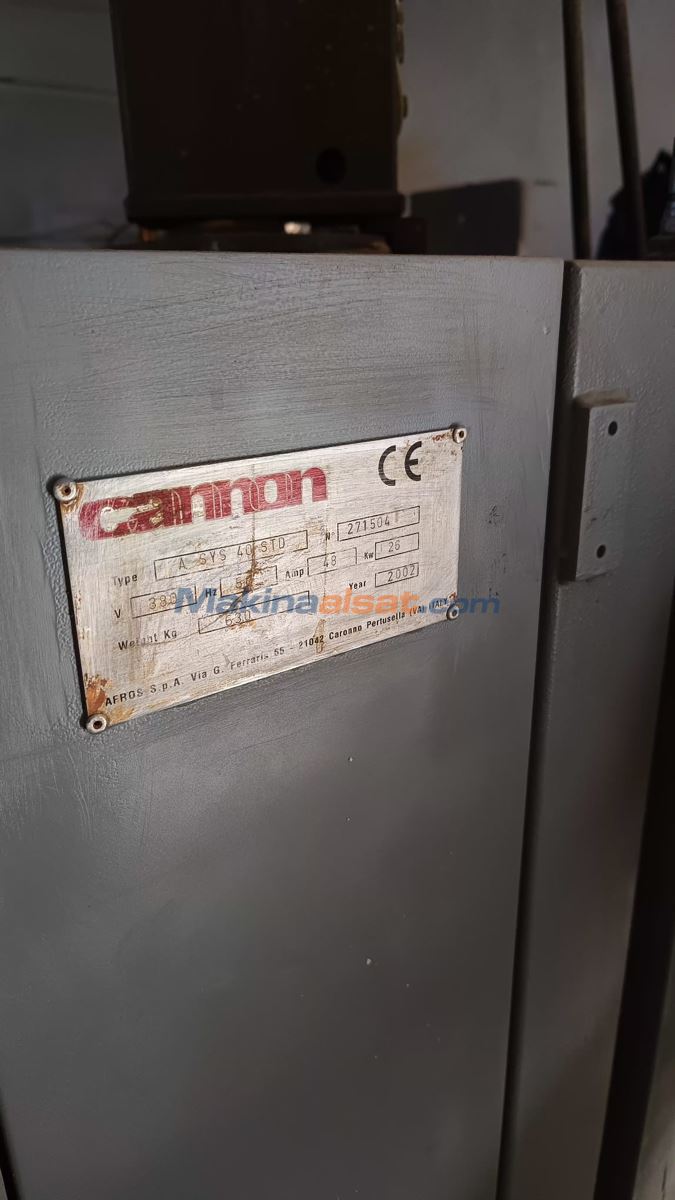 cannon CE
Type A SYS 40 STD N° 271504
V 380 Hz Amp 48 Kw 26
Weight Kg 630 Year 2002
AFROS S.p.A. Via G. Ferraris 55 - 21042 Caronno Pertusella (VA)
Makinaalsat.com